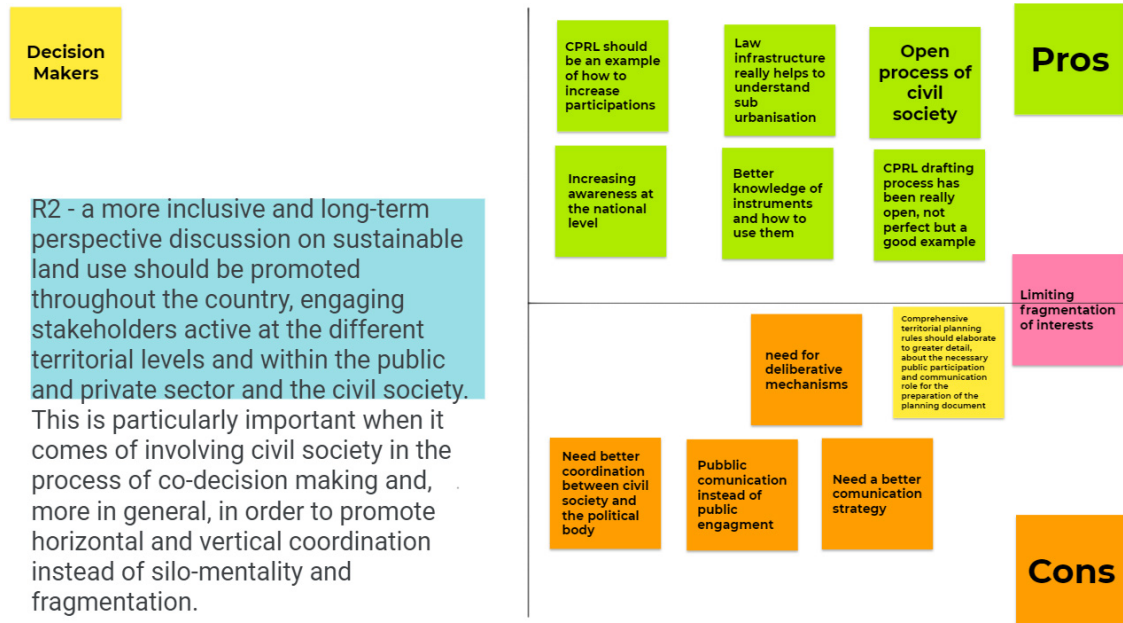 Decision
Makers
R2 - a more inclusive and long-term
perspective discussion on sustainable
land use should be promoted
throughout the country, engaging
stakeholders active at the different
territorial levels and within the public
and private sector and the civil society.
This is particularly important when it
comes of involving civil society in the
process of co-decision making and,
more in general, in order to promote
horizontal and vertical coordination
instead of silo-mentality and
fragmentation.
CPRL should
be an example
of how to
increase
participations
Law
infrastructure
really helps to
understand
sub
urbanisation
Open
process of
civil
society
Pros
Increasing
awareness at
the national
level
Better
knowledge of
instruments
and how to
use them
CPRL drafting
process has
been really
open, not
perfect but a
good example
Limiting
fragmentation
of interests
need for
deliberative
mechanisms
Comprehensive
territorial planning
rules should elaborate
to greater detail,
about the necessary
public participation
and communication
role for the
preparation of the
planning document
Need better
coordination
between civil
society and
the political
body
Pubblic
comunication
instead of
public
engagment
Need a better
comunication
strategy
Cons